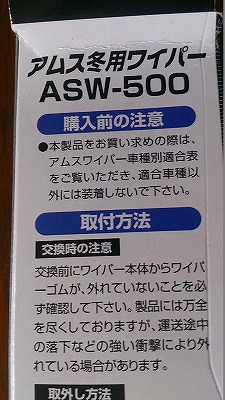 アムス冬用ワイパー
ASW-500
購入前の注意
●本製品をお買い求めの際は、
アムスワイパー車種別適合表
をご覧いただき、適合車種以
外には装着しないで下さい。
取付方法
交換時の注意
交換前にワイパー本体からワイパ
ーゴムが、外れていないことを必
ず確認して下さい。製品には万全
を尽くしておりますが、運送途中
の落下などの強い衝撃により外
れている場合があります。
取外し方法